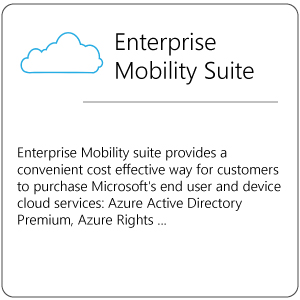 Enterprise
Mobility Suite
Enterprise Mobility suite provides a
convenient cost effective way for customers
to purchase Microsoft's end user and device
cloud services: Azure Active Directory
Premium, Azure Rights ...